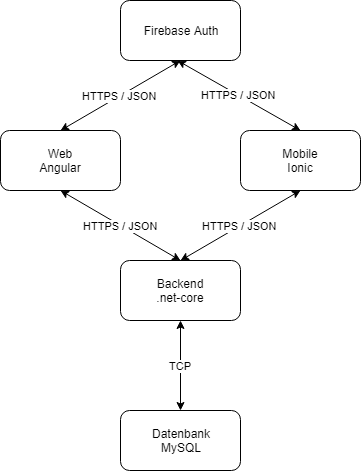 Firebase Auth
HTTPS / JSON
HTTPS / JSON
Web
Angular
Mobile
Ionic
HTTPS / JSON
HTTPS / JSON
Backend
.net-core
TCP
Datenbank
MySQL